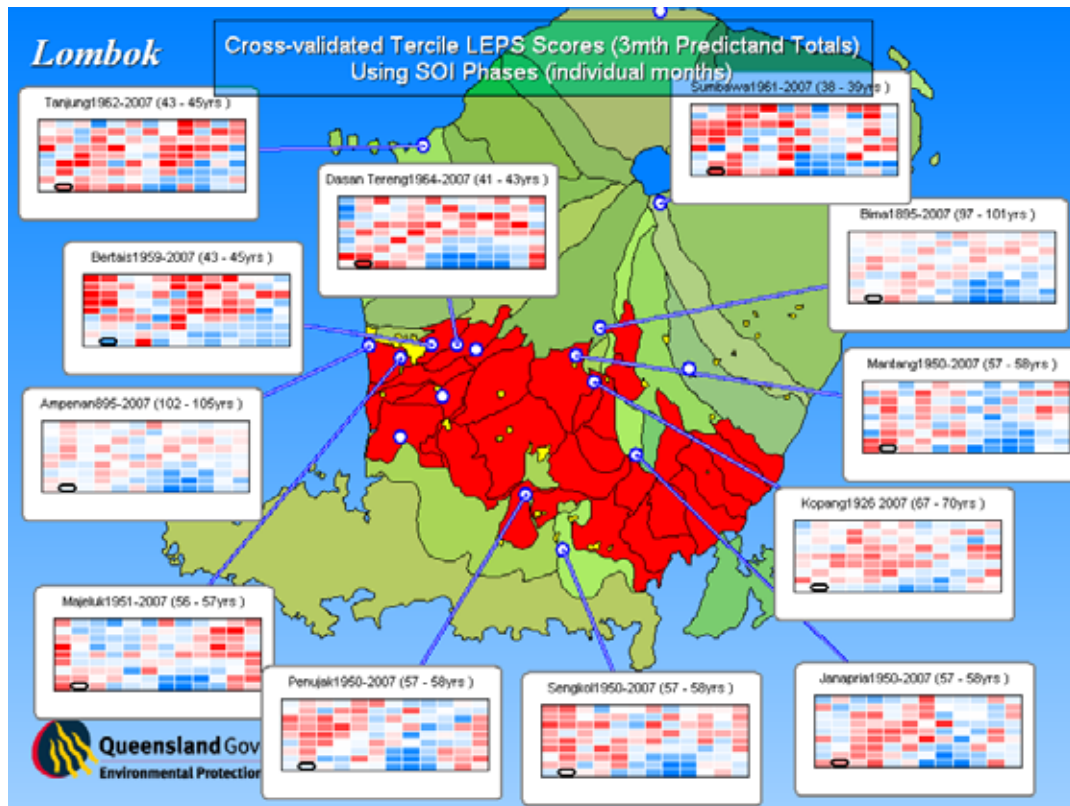 Lombok
Cross-validated Tercile LEPS Scores (3mth Predictand Totals)
Using SOI Phases (individual months)
Tanjung1962-2007 (43 - 45yrs )
Sumbawa1961-2007 (38 - 39yrs )
Dasan Tereng1964-2007 (41 - 43yrs )
Bima1895-2007 (97 - 101yrs )
Bertais1959-2007 (43 - 45yrs )
Mantang1950-2007 (57 - 58yrs )
Ampenan895-2007 (102 - 105yrs )
Kopang1926 2007 (67 - 70yrs )
Majeluk1951-2007 (56 - 57yrs )
Penujak1950-2007 (57 - 58yrs )
Sengkol1950-2007 (57 - 58yrs )
Janapria1950-2007 (57 - 58yrs )
Queensland Gov
Environmental Protection